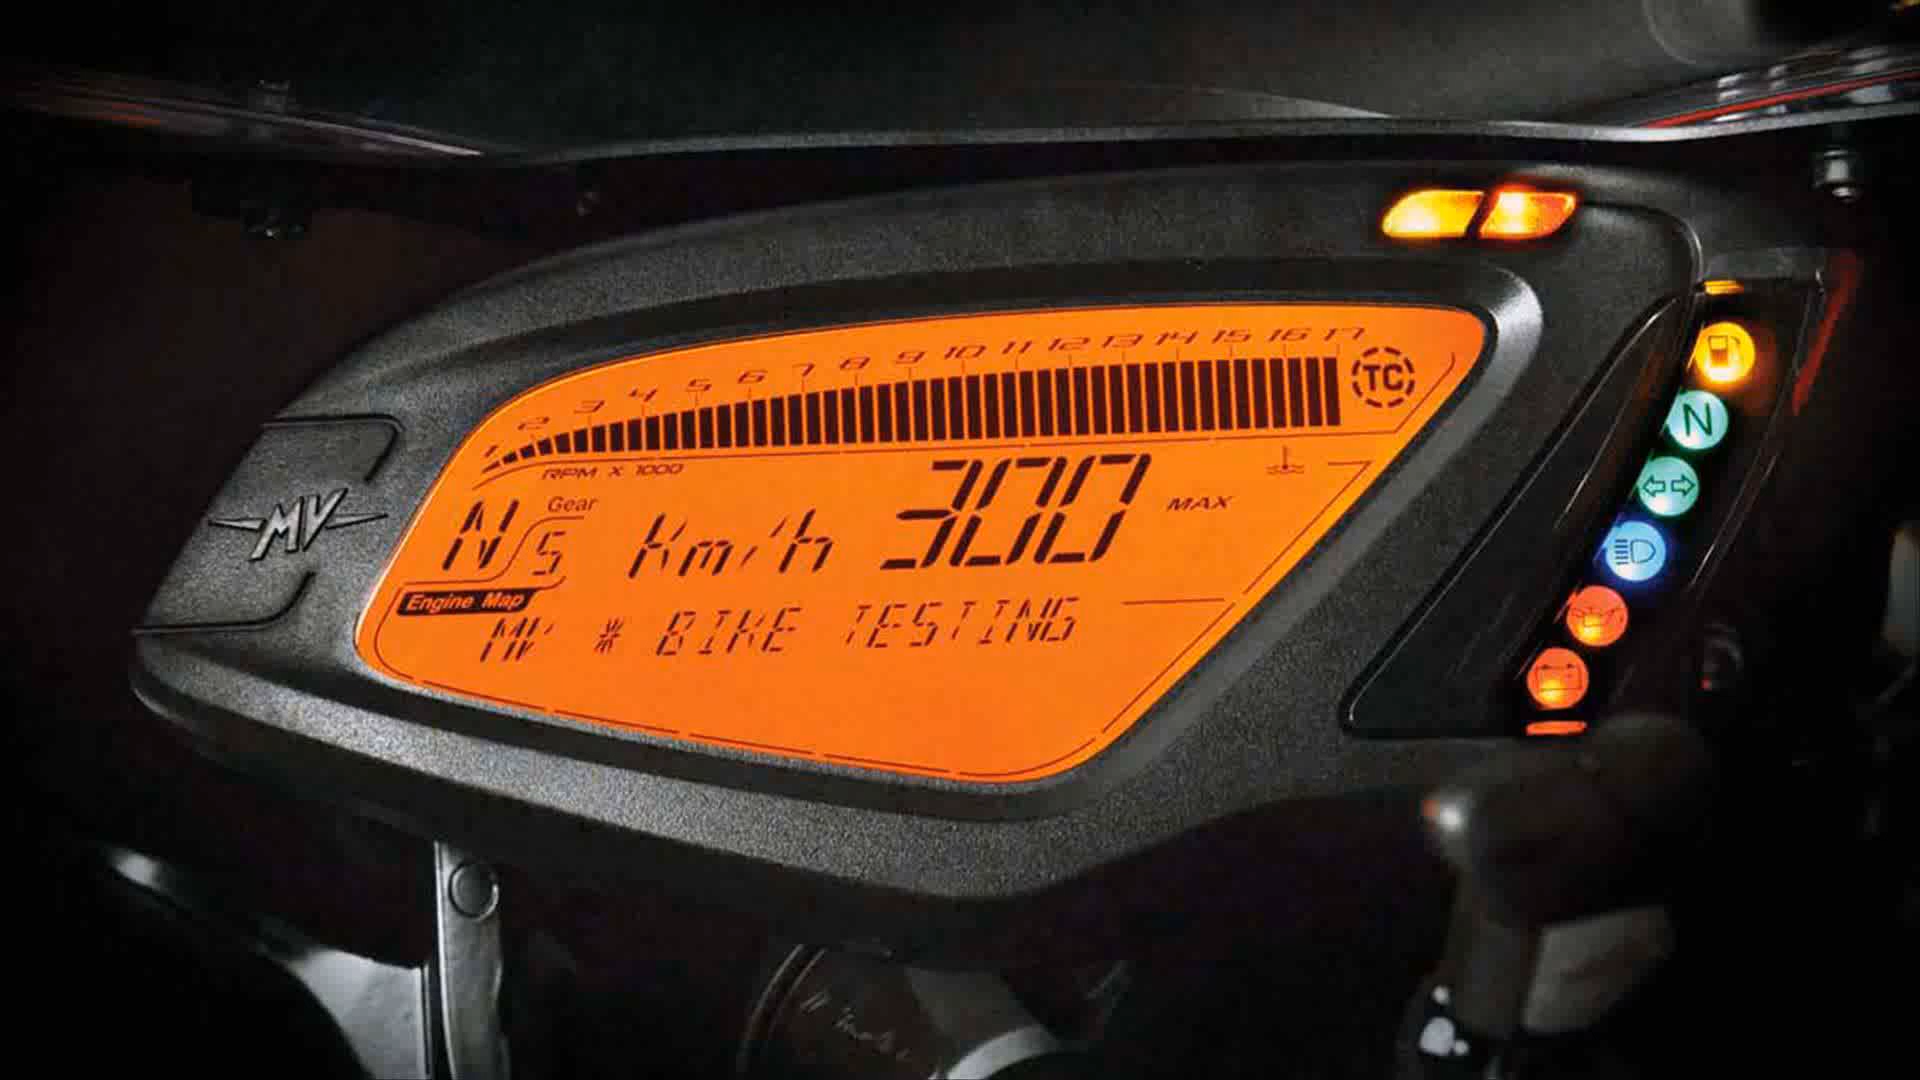 1 2 3 4 5 6 7 8 9 10 11 12 13 14 15 16 17
TC
RPM X 1000
MV
Gear
N S Km/h 300 MAX
Engine Map
MV * BIKE TESTING
N